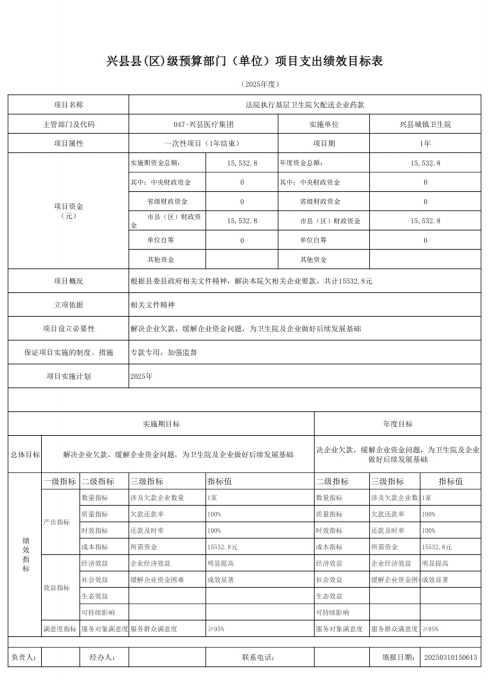 兴县县(区)级预算部门（单位）项目支出绩效目标表
（2025年度）
项目名称 法院执行基层卫生院欠配送企业药款
主管部门及代码 047-兴县医疗集团 实施单位 兴县城镇卫生院
项目属性 一次性项目（1年结束） 项目期 1年
项目资金（元） 实施期资金总额： 15,532.8 年度资金总额： 15,532.8
其中：中央财政资金 0 其中：中央财政资金 0
省级财政资金 0 省级财政资金 0
市县（区）财政资金 15,532.8 市县（区）财政资金 15,532.8
单位自筹 0 单位自筹 0
其他资金 其他资金
项目概况 根据县委县政府相关文件精神，解决本院欠相关企业要款，共计15532.8元
立项依据 相关文件精神
项目设立必要性 解决企业欠款，缓解企业资金问题，为卫生院及企业做好后续发展基础
保证项目实施的制度、措施 专款专用，加强监督
项目实施计划 2025年
实施期目标 年度目标
总体目标 解决企业欠款，缓解企业资金问题，为卫生院及企业做好后续发展基础 决企业欠款，缓解企业资金问题，为卫生院及企业做好后续发展基础
绩效指标 一级指标 二级指标 三级指标 指标值 二级指标 三级指标 指标值
产出指标 数量指标 涉及欠款企业数量 1家 数量指标 涉及欠款企业数 1家
质量指标 欠款还款率 100% 质量指标 欠款还款率 100%
时效指标 还款及时率 100% 时效指标 还款及时率 100%
成本指标 所需资金 15532.8元 成本指标 所需资金 15532.8元
效益指标 经济效益 企业经济效益 明显提高 经济效益 企业经济效益 明显提高
社会效益 缓解企业资金困难 成效显著 社会效益 缓解企业资金困 成效显著
生态效益 生态效益
可持续影响 可持续影响
满意度指标 服务对象满意度 服务群众满意度 ≥95% 服务对象满意度 服务群众满意度 ≥95%
负责人： 经办人： 联系电话： 填报日期： 20250310150613